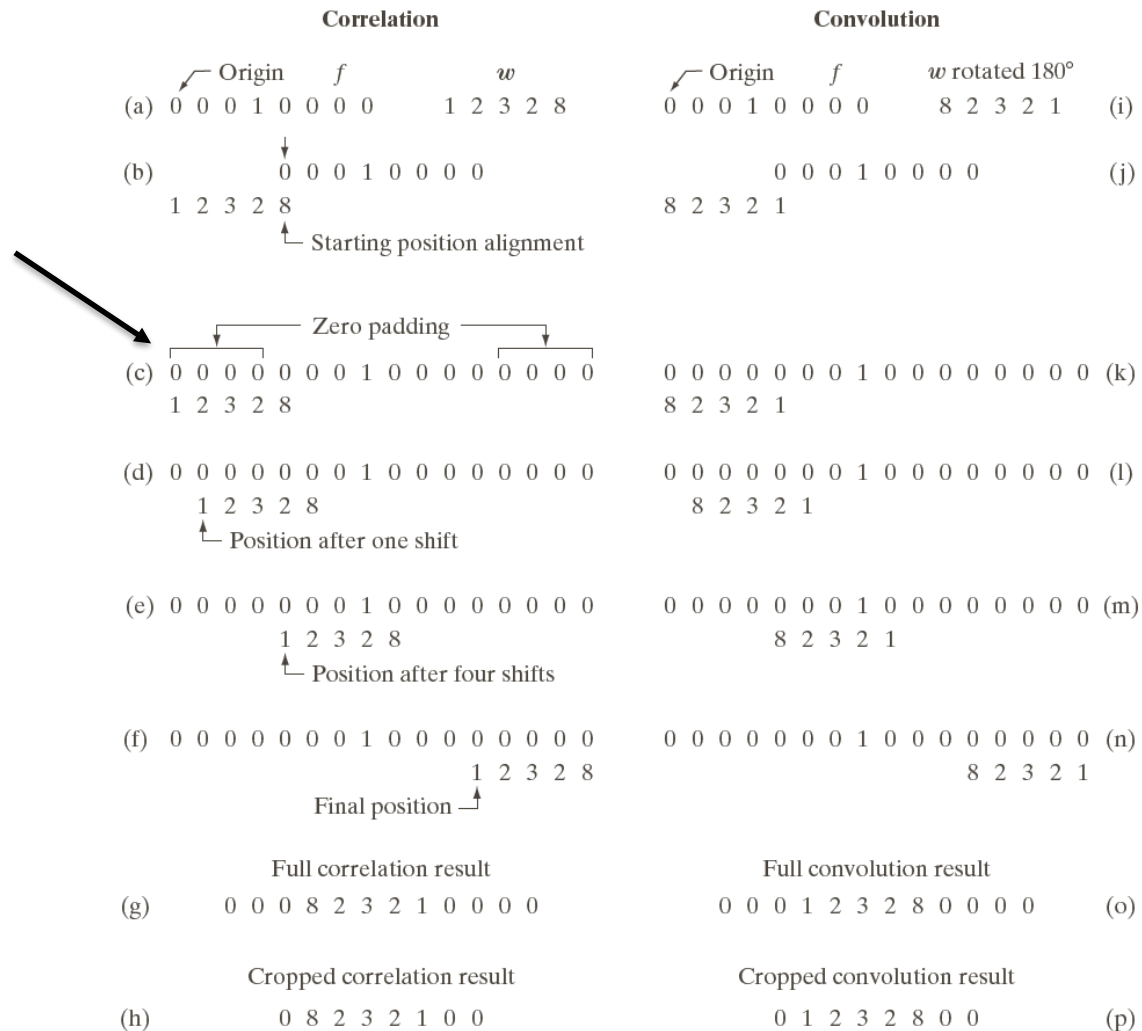 Correlation
Origin f w
(a) 0 0 0 1 0 0 0 0 1 2 3 2 8
(b) 0 0 0 1 0 0 0 0
1 2 3 2 8
Starting position alignment
Zero padding
(c) 0 0 0 0 0 0 0 1 0 0 0 0 0 0 0 0
1 2 3 2 8
(d) 0 0 0 0 0 0 0 1 0 0 0 0 0 0 0 0
1 2 3 2 8
Position after one shift
(e) 0 0 0 0 0 0 0 1 0 0 0 0 0 0 0 0
1 2 3 2 8
Position after four shifts
(f) 0 0 0 0 0 0 0 1 0 0 0 0 0 0 0 0
1 2 3 2 8
Final position
Full correlation result
(g) 0 0 0 8 2 3 2 1 0 0 0 0
Cropped correlation result
(h) 0 8 2 3 2 1 0 0
Convolution
Origin f w rotated 180°
0 0 0 1 0 0 0 0 8 2 3 2 1 (i)
0 0 0 1 0 0 0 0 (j)
8 2 3 2 1
0 0 0 0 0 0 0 1 0 0 0 0 0 0 0 0 (k)
8 2 3 2 1
0 0 0 0 0 0 0 1 0 0 0 0 0 0 0 0 (l)
8 2 3 2 1
0 0 0 0 0 0 0 1 0 0 0 0 0 0 0 0 (m)
8 2 3 2 1
0 0 0 0 0 0 0 1 0 0 0 0 0 0 0 0 (n)
8 2 3 2 1
Full convolution result
0 0 0 1 2 3 2 8 0 0 0 0 (o)
Cropped convolution result
0 1 2 3 2 8 0 0 (p)